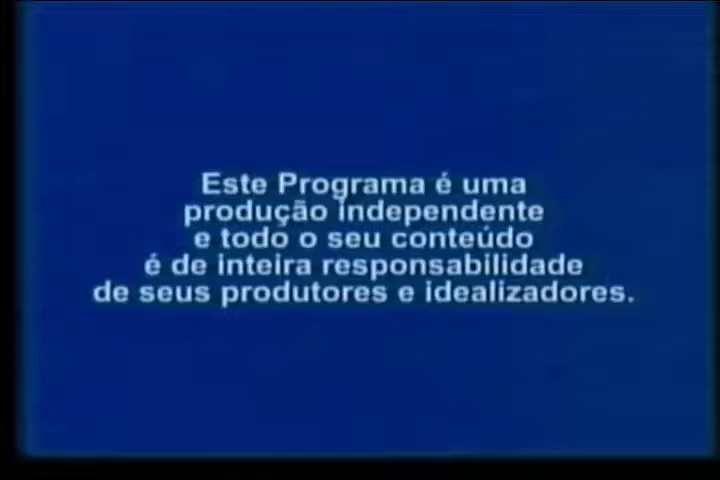 Este Programa é uma
produção independente
e todo o seu conteúdo
é de inteira responsabilidade
de seus produtores e idealizadores.